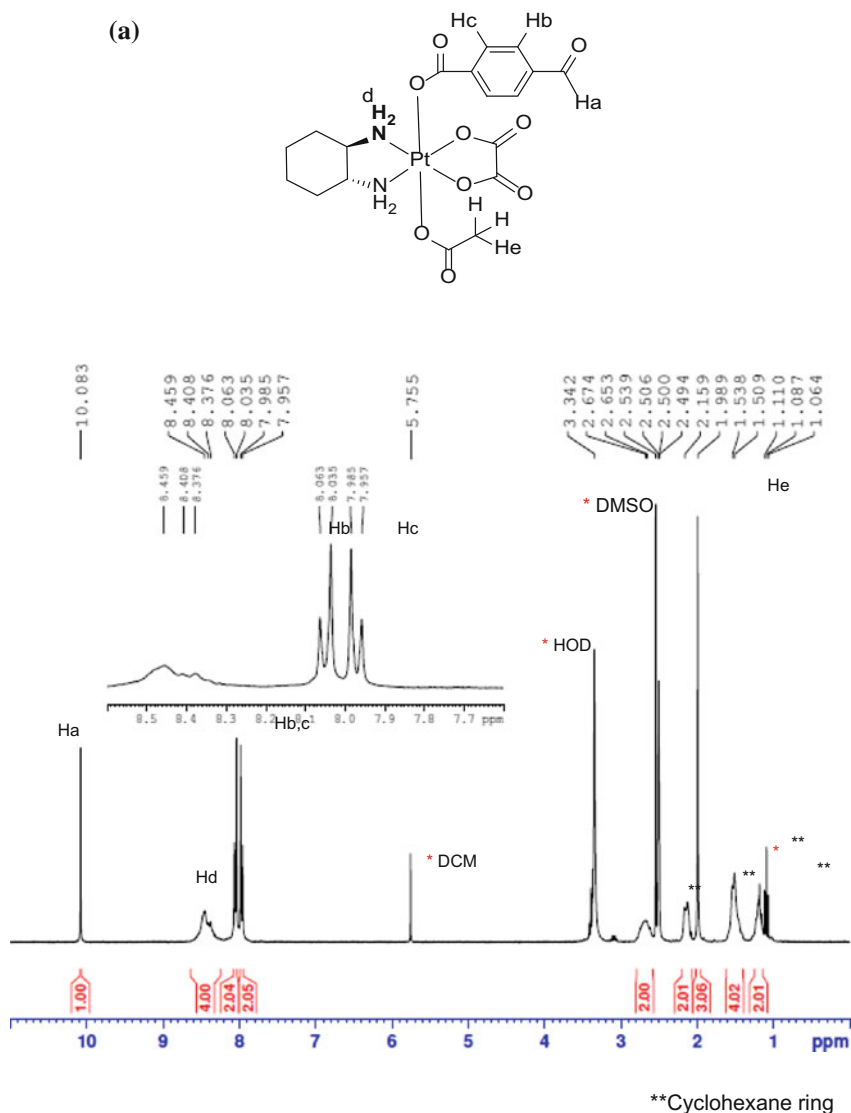 (a)
Hc Hb
O O
O
Ha
d
H2
N O O
Pt
N O O
H2
H
H
O
He
O
10.083
8.459
8.408
8.376
8.063
8.035
7.985
7.957
5.755
3.342
2.674
2.653
2.539
2.506
2.500
2.494
2.159
1.989
1.538
1.509
1.110
1.087
1.064
8.459
8.408
8.376
8.063
8.035
7.985
7.957
He
* DMSO
Hb Hc
* HOD
8.5 8.4 8.3 8.2 8.1 8.0 7.9 7.8 7.7 ppm
Hb,c
Ha
**
* **
* DCM **
Hd **
1.00 4.00 2.04 2.05 2.00 2.01 3.06 4.02 2.01
10 9 8 7 6 5 4 3 2 1 ppm
**Cyclohexane ring